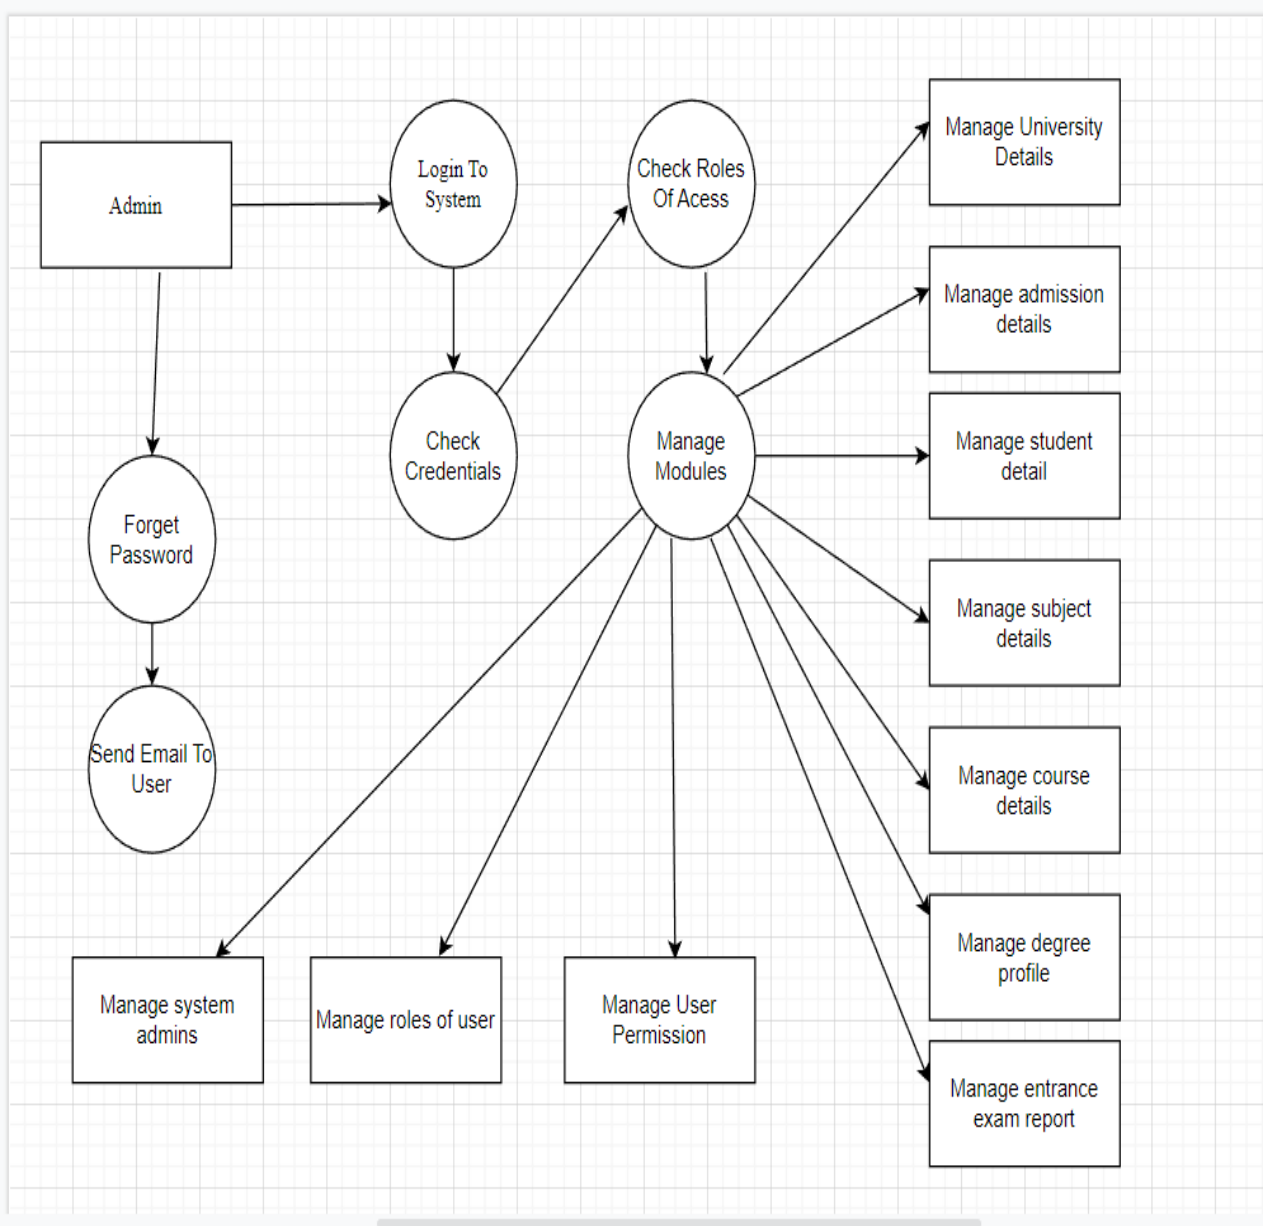 Admin
Login To
System
Check Roles
Of Acess
Manage University
Details
Manage admission
details
Check
Credentials
Manage
Modules
Manage student
detail
Forget
Password
Manage subject
details
Send Email To
User
Manage course
details
Manage degree
profile
Manage system
admins
Manage roles of user
Manage User
Permission
Manage entrance
exam report